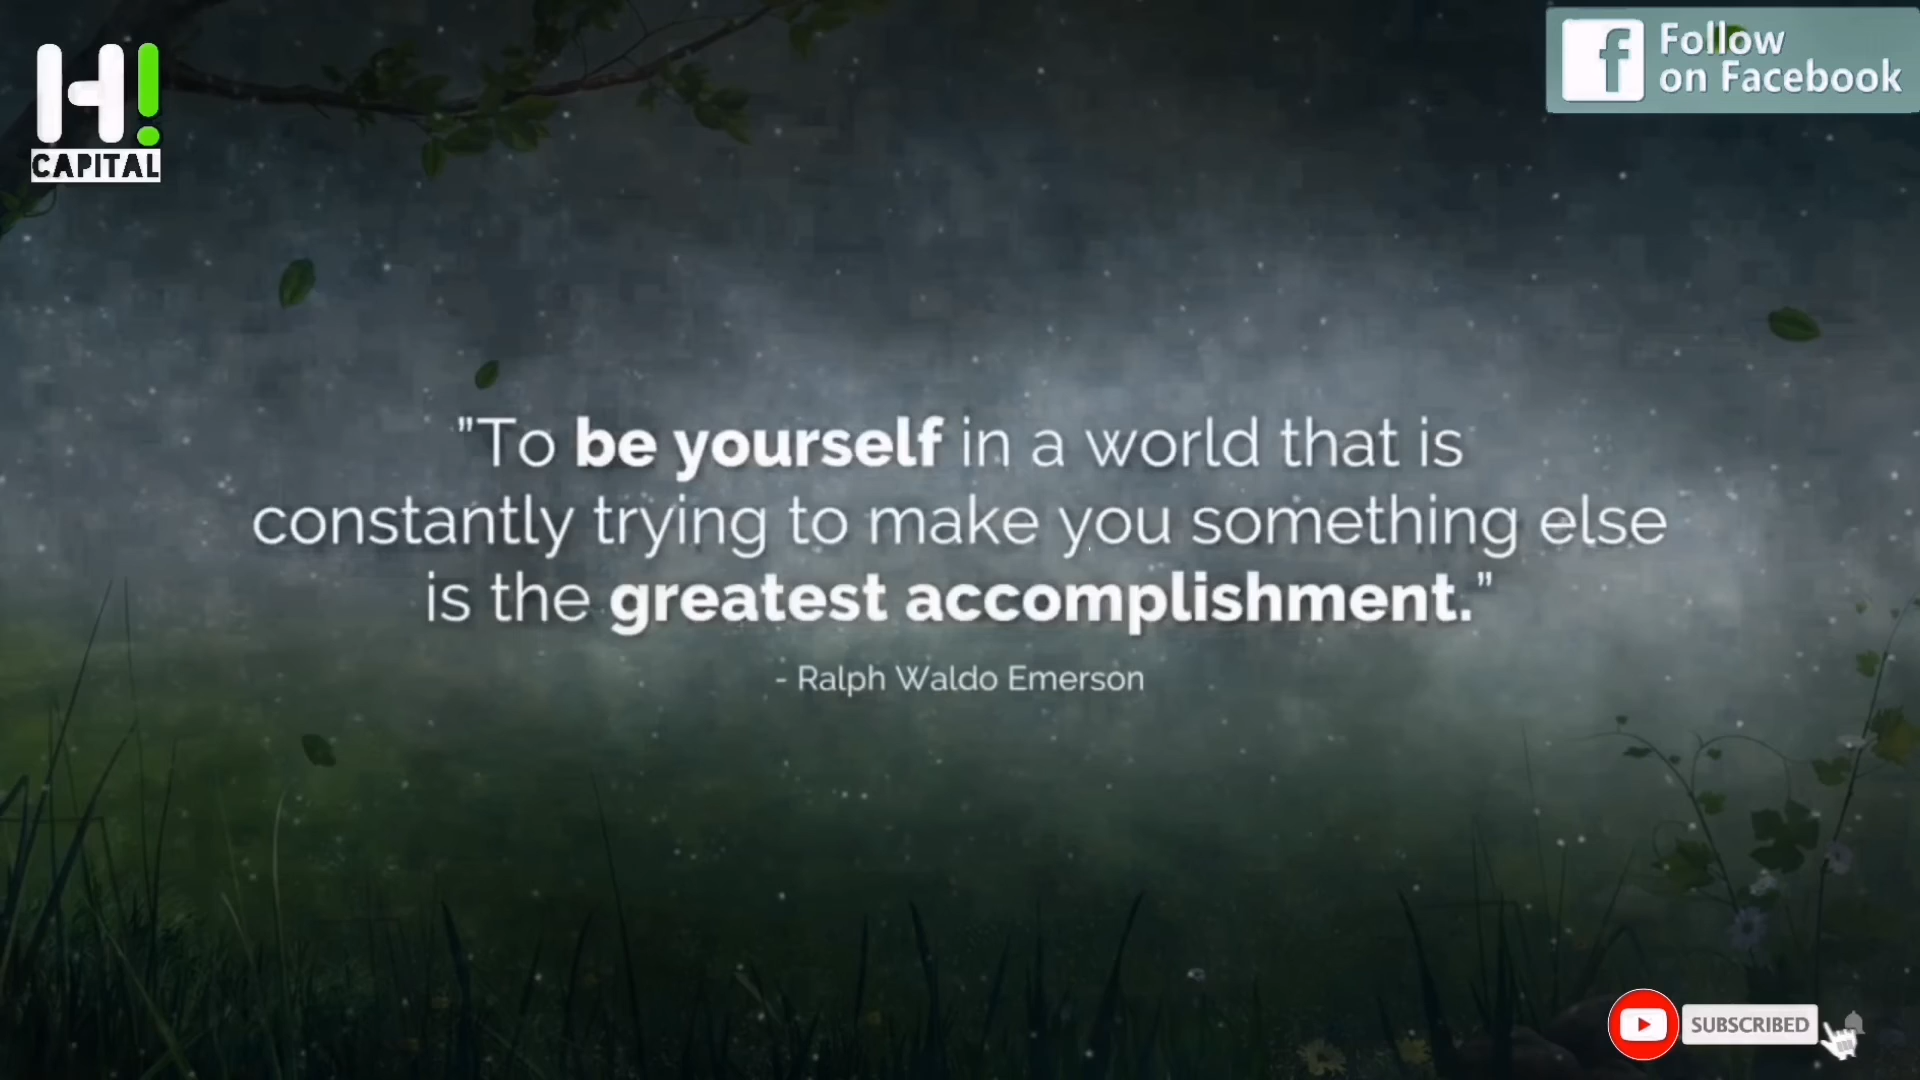 H!
CAPITAL
Follow
on Facebook
"To be yourself in a world that is
constantly trying to make you something else
is the greatest accomplishment."
- Ralph Waldo Emerson
SUBSCRIBED